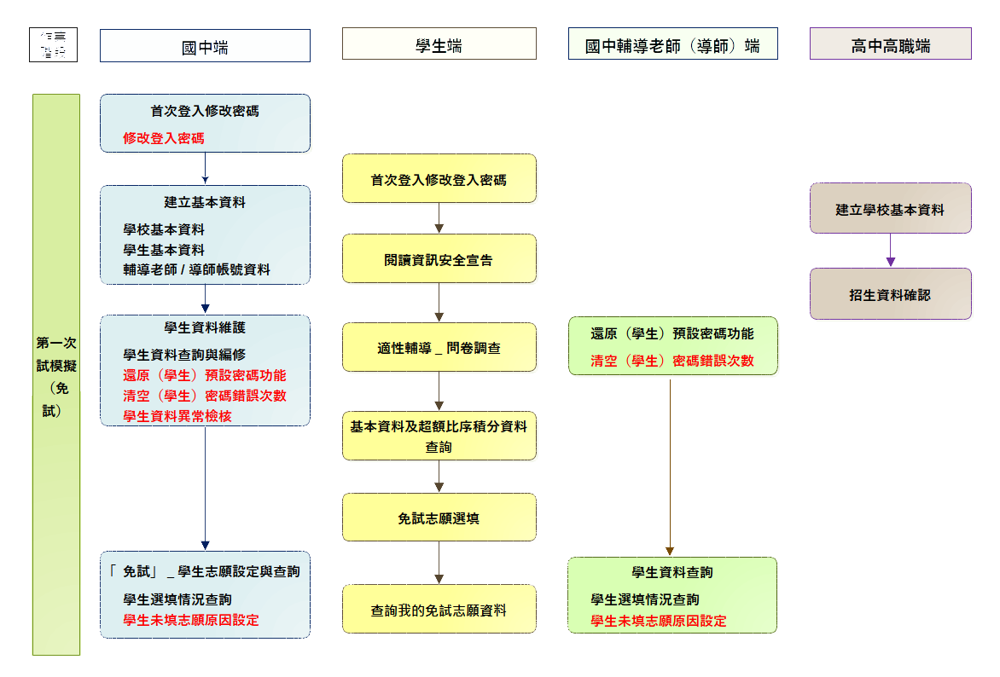 國中端
學生端
國中輔導老師（導師）端
高中高職端
第一次
試模擬
（免
試）
首次登入修改密碼
修改登入密碼
建立基本資料
學校基本資料
學生基本資料
輔導老師 / 導師帳號資料
學生資料維護
學生資料查詢與編修
還原（學生）預設密碼功能
清空（學生）密碼錯誤次數
學生資料異常檢核
「 免試」 _ 學生志願設定與查詢
學生選填情況查詢
學生未填志願原因設定
首次登入修改登入密碼
閱讀資訊安全宣告
適性輔導 _ 問卷調查
基本資料及超額比序積分資料
查詢
免試志願選填
查詢我的免試志願資料
還原（學生）預設密碼功能
清空（學生）密碼錯誤次數
學生資料查詢
學生選填情況查詢
學生未填志願原因設定
建立學校基本資料
招生資料確認